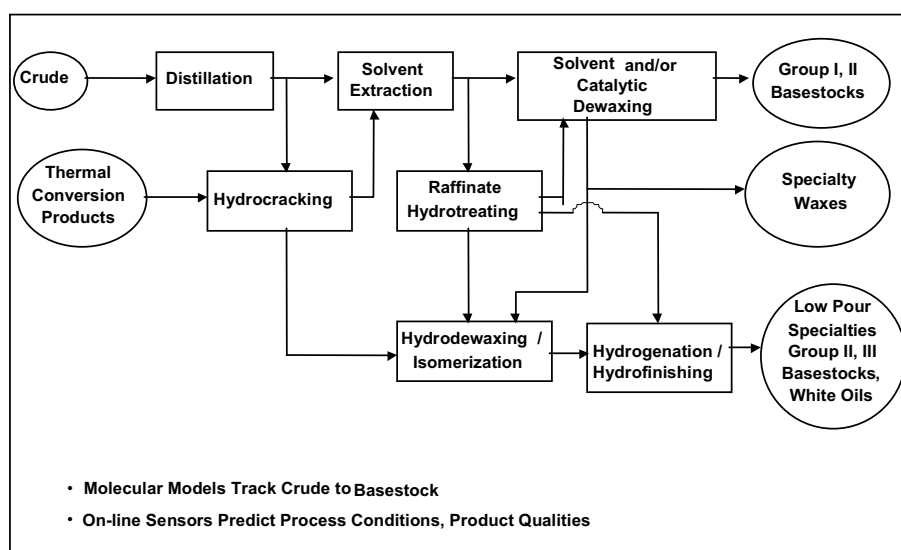 Crude
Distillation
Solvent
Extraction
Solvent and/or
Catalytic
Dewaxing
Group I, II
Basestocks
Thermal
Conversion
Products
Hydrocracking
Raffinate
Hydrotreating
Specialty
Waxes
Hydrodewaxing /
Isomerization
Hydrogenation /
Hydrofinishing
Low Pour
Specialties
Group II, III
Basestocks,
White Oils
• Molecular Models Track Crude to Basestock
• On-line Sensors Predict Process Conditions, Product Qualities